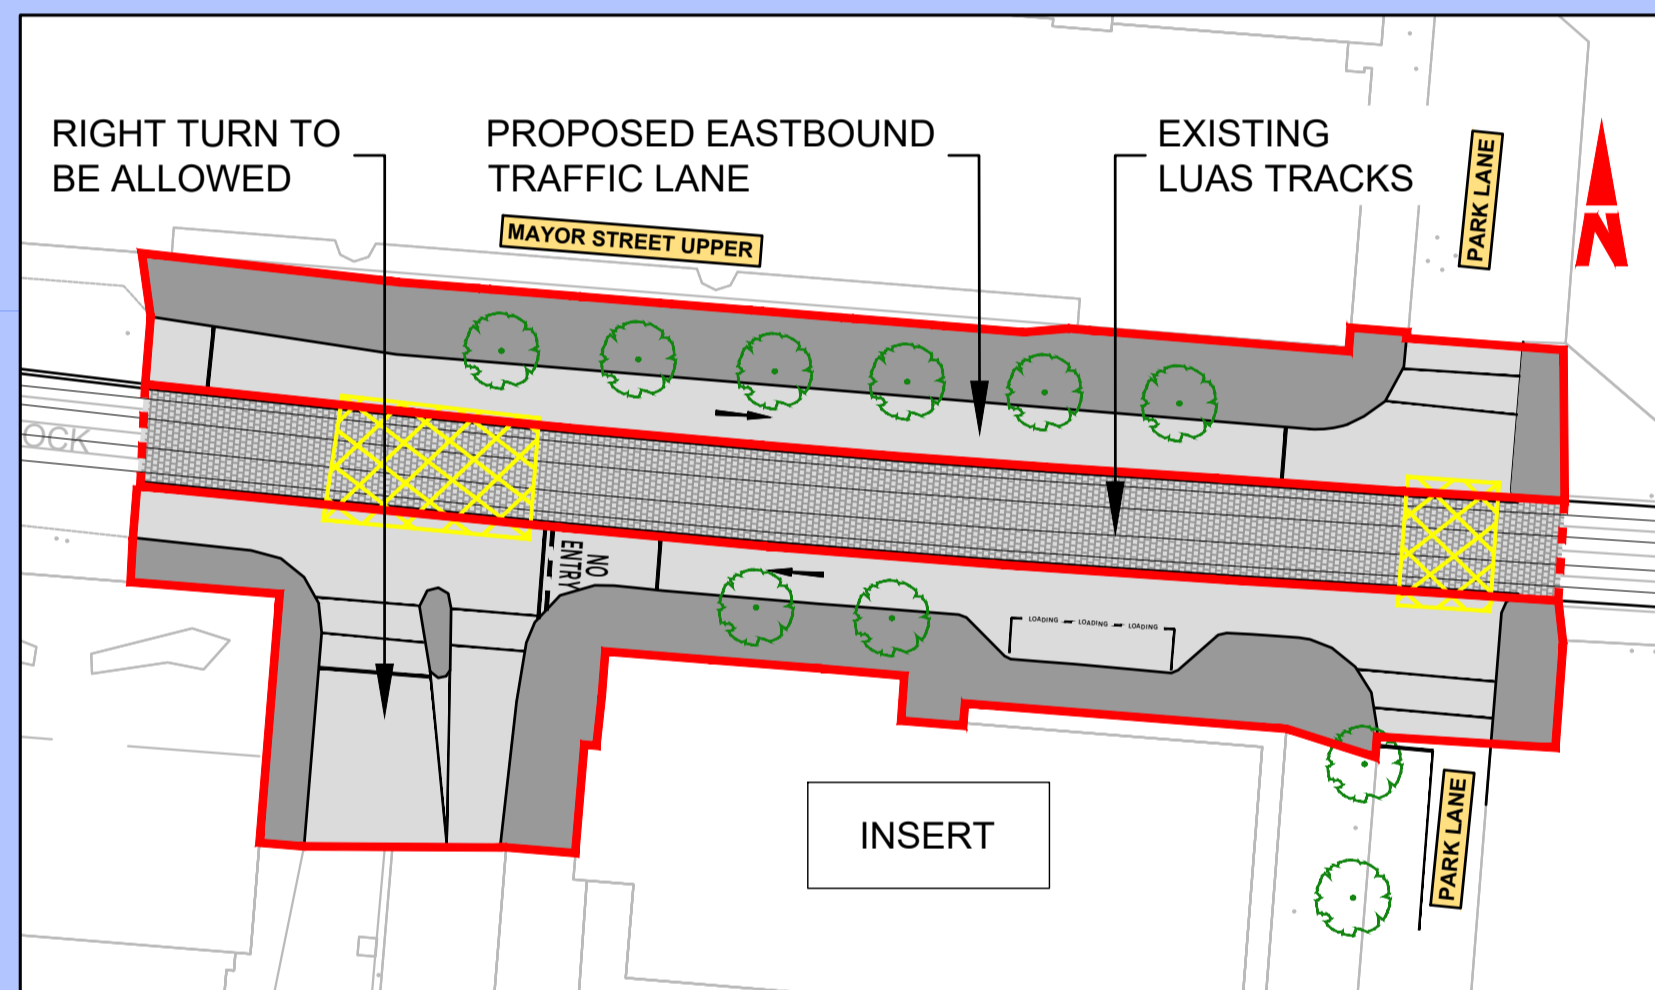 RIGHT TURN TO
BE ALLOWED
PROPOSED EASTBOUND
TRAFFIC LANE
EXISTING
LUAS TRACKS
PARK LANE
N
MAYOR STREET UPPER
OCK
NO
ENTRY
LOADING LOADING LOADING
INSERT
PARK LANE